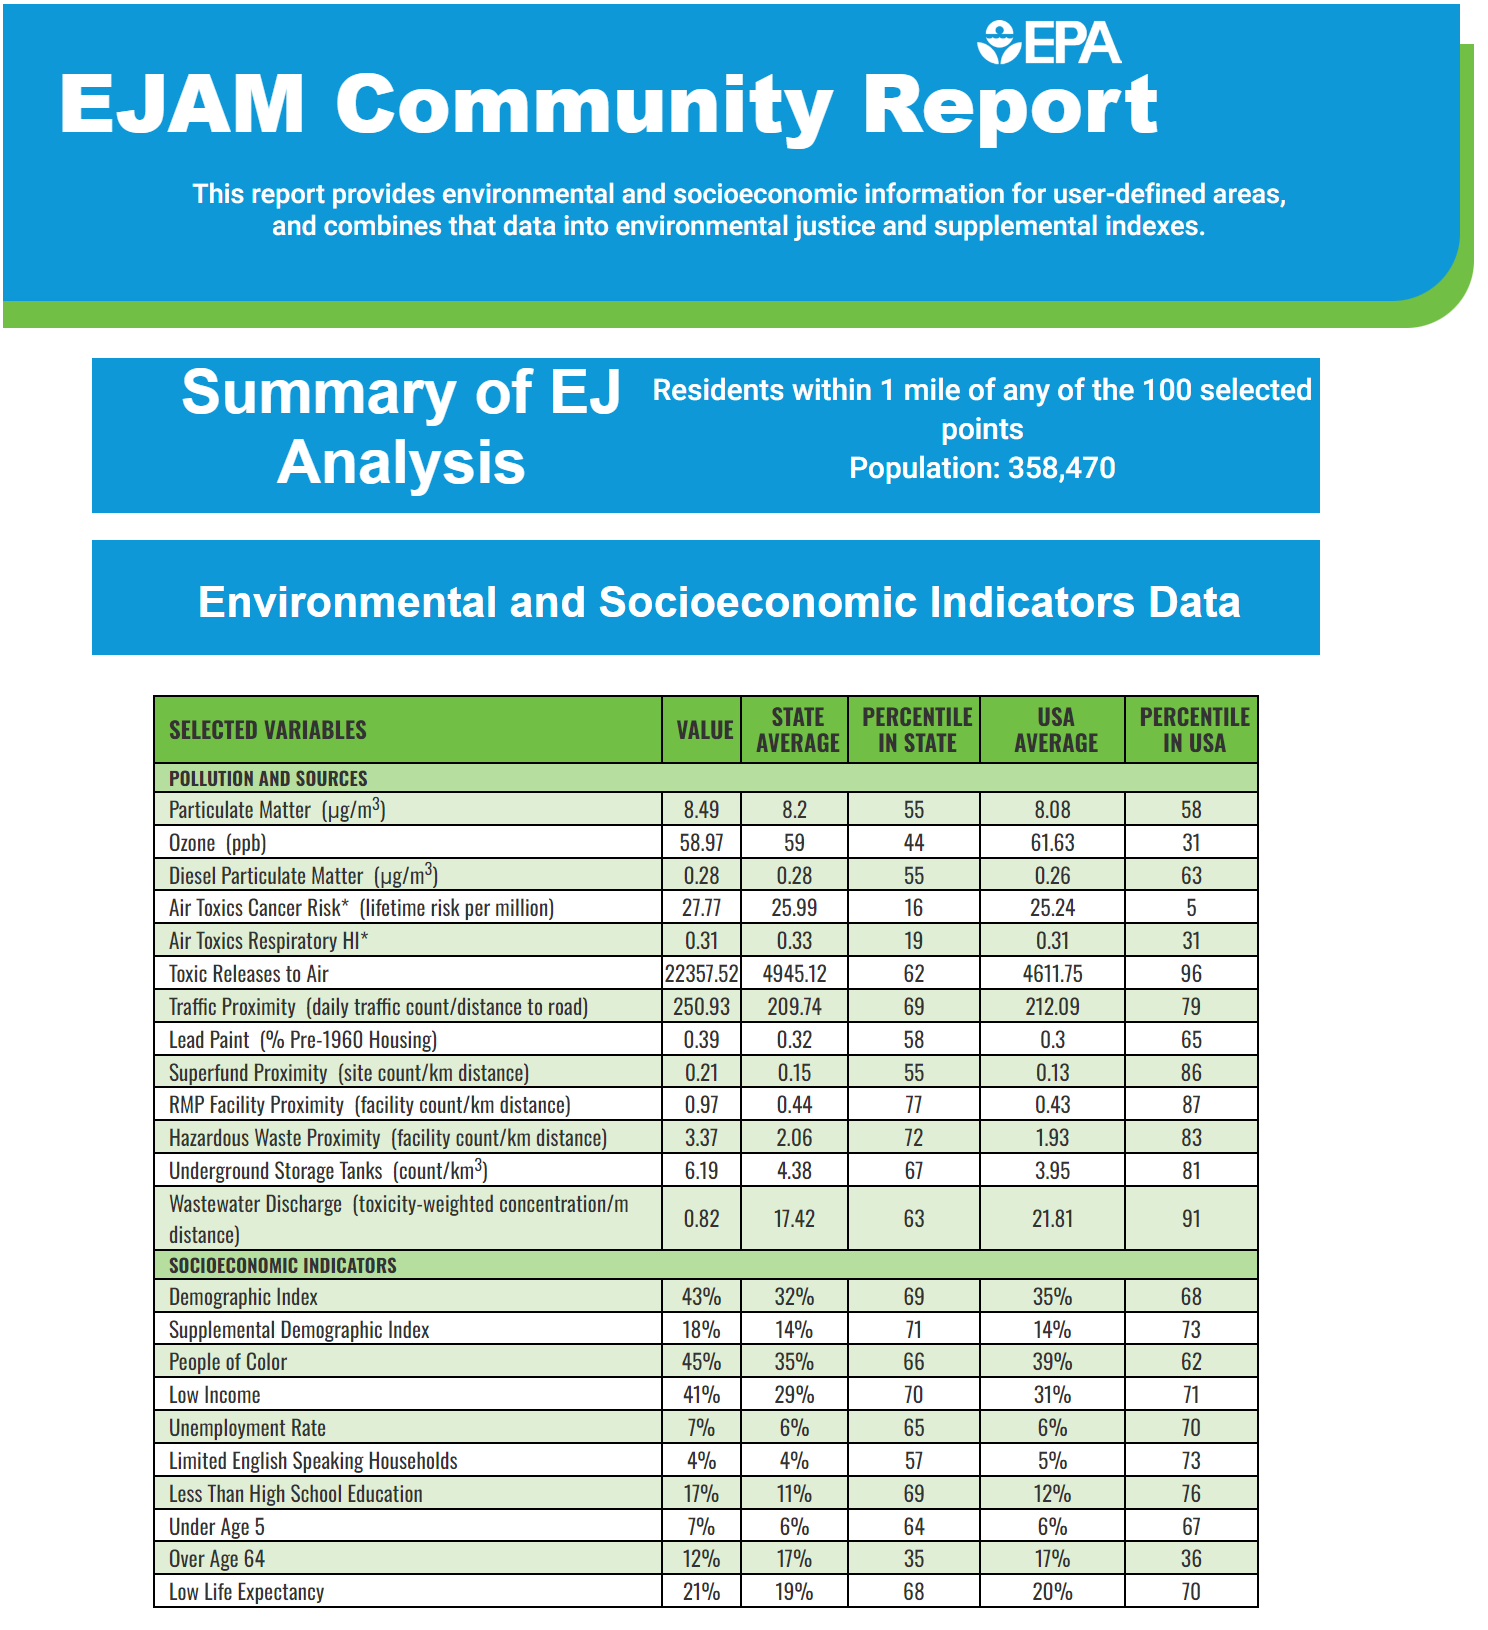 EPA
EJAM Community Report
This report provides environmental and socioeconomic information for user-defined areas,
and combines that data into environmental justice and supplemental indexes.
Summary of EJ
Analysis
Residents within 1 mile of any of the 100 selected
points
Population: 358,470
Environmental and Socioeconomic Indicators Data
SELECTED VARIABLES VALUE STATE AVERAGE PERCENTILE IN STATE USA AVERAGE PERCENTILE IN USA
POLLUTION AND SOURCES
Particulate Matter (µg/m³) 8.49 8.2 55 8.08 58
Ozone (ppb) 58.97 59 44 61.63 31
Diesel Particulate Matter (µg/m³) 0.28 0.28 55 0.26 63
Air Toxics Cancer Risk* (lifetime risk per million) 27.77 25.99 16 25.24 5
Air Toxics Respiratory HI* 0.31 0.33 19 0.31 31
Toxic Releases to Air 22357.52 4945.12 62 4611.75 96
Traffic Proximity (daily traffic count/distance to road) 250.93 209.74 69 212.09 79
Lead Paint (% Pre-1960 Housing) 0.39 0.32 58 0.3 65
Superfund Proximity (site count/km distance) 0.21 0.15 55 0.13 86
RMP Facility Proximity (facility count/km distance) 0.97 0.44 77 0.43 87
Hazardous Waste Proximity (facility count/km distance) 3.37 2.06 72 1.93 83
Underground Storage Tanks (count/km³) 6.19 4.38 67 3.95 81
Wastewater Discharge (toxicity-weighted concentration/m
distance) 0.82 17.42 63 21.81 91
SOCIOECONOMIC INDICATORS
Demographic Index 43% 32% 69 35% 68
Supplemental Demographic Index 18% 14% 71 14% 73
People of Color 45% 35% 66 39% 62
Low Income 41% 29% 70 31% 71
Unemployment Rate 7% 6% 65 6% 70
Limited English Speaking Households 4% 4% 57 5% 73
Less Than High School Education 17% 11% 69 12% 76
Under Age 5 7% 6% 64 6% 67
Over Age 64 12% 17% 35 17% 36
Low Life Expectancy 21% 19% 68 20% 70